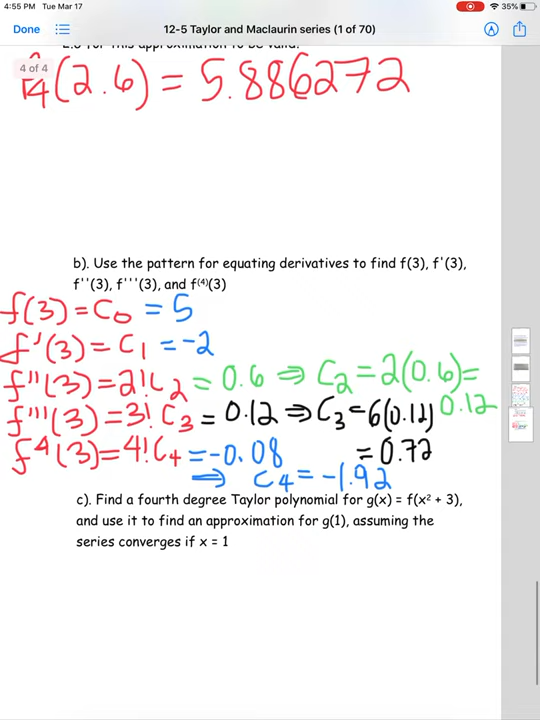 4:55 PM Tue Mar 17
35%
Done
12-5 Taylor and Maclaurin series (1 of 70)
4 of 4
(2.6) = 5.886272
b). Use the pattern for equating derivatives to find f(3), f'(3),
f''(3), f'''(3), and f⁽⁴⁾(3)
f(3) = C₀ = 5
f'(3) = C₁ = -2
f''(3) = 2! C₂ = 0.6 ⇒ C₂ = 2(0.6) =
f'''(3) = 3! C₃ = 0.12 ⇒ C₃ = 6(0.12) 0.12
f⁴(3) = 4! C₄ = -0.08 = 0.72
⇒ C₄ = -1.92
c). Find a fourth degree Taylor polynomial for g(x) = f(x² + 3),
and use it to find an approximation for g(1), assuming the
series converges if x = 1